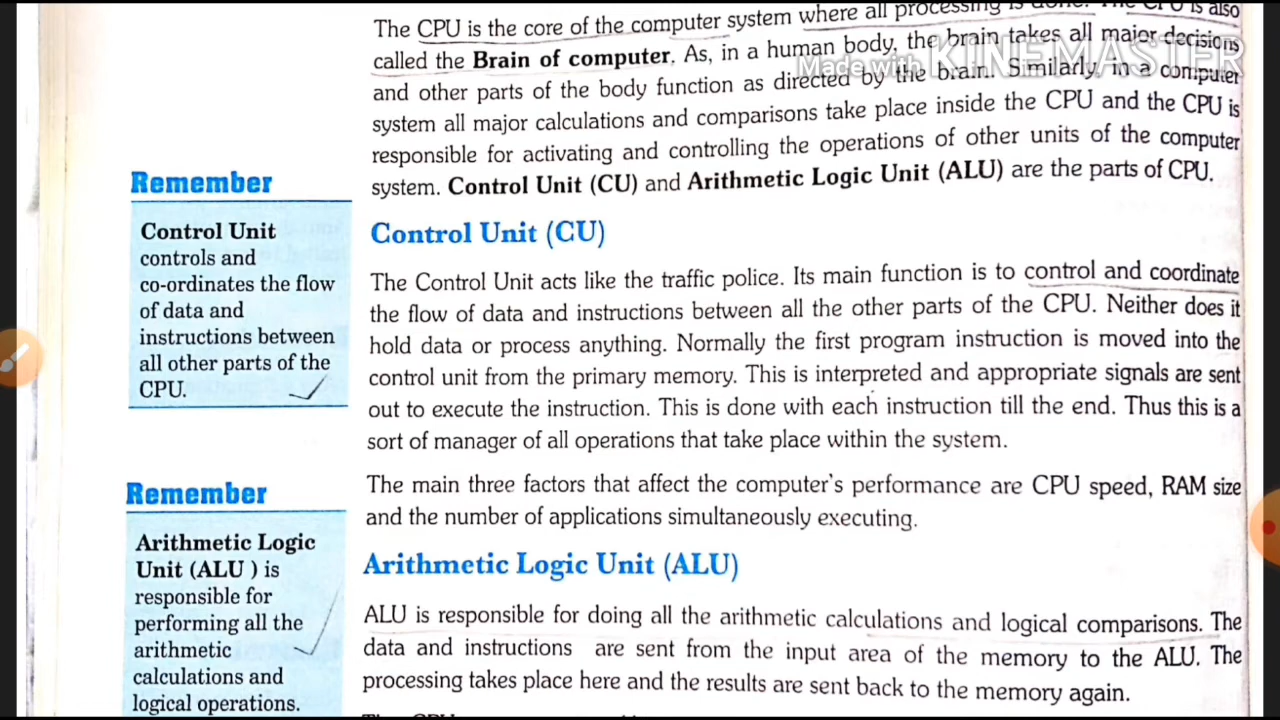 The CPU is the core of the computer system where all processing is done. The CPU is also
called the Brain of computer. As, in a human body, the brain takes all major decisions
Made with KINEMASTER
and other parts of the body function as directed by the brain. Similarly, in a computer
system all major calculations and comparisons take place inside the CPU and the CPU is
responsible for activating and controlling the operations of other units of the computer
system. Control Unit (CU) and Arithmetic Logic Unit (ALU) are the parts of CPU.
Remember
Control Unit
controls and
co-ordinates the flow
of data and
instructions between
all other parts of the
CPU.
Control Unit (CU)
The Control Unit acts like the traffic police. Its main function is to control and coordinate
the flow of data and instructions between all the other parts of the CPU. Neither does it
hold data or process anything. Normally the first program instruction is moved into the
control unit from the primary memory. This is interpreted and appropriate signals are sent
out to execute the instruction. This is done with each instruction till the end. Thus this is a
sort of manager of all operations that take place within the system.
The main three factors that affect the computer's performance are CPU speed, RAM size
and the number of applications simultaneously executing.
Remember
Arithmetic Logic
Unit (ALU ) is
responsible for
performing all the
arithmetic
calculations and
logical operations.
Arithmetic Logic Unit (ALU)
ALU is responsible for doing all the arithmetic calculations and logical comparisons. The
data and instructions are sent from the input area of the memory to the ALU. The
processing takes place here and the results are sent back to the memory again.